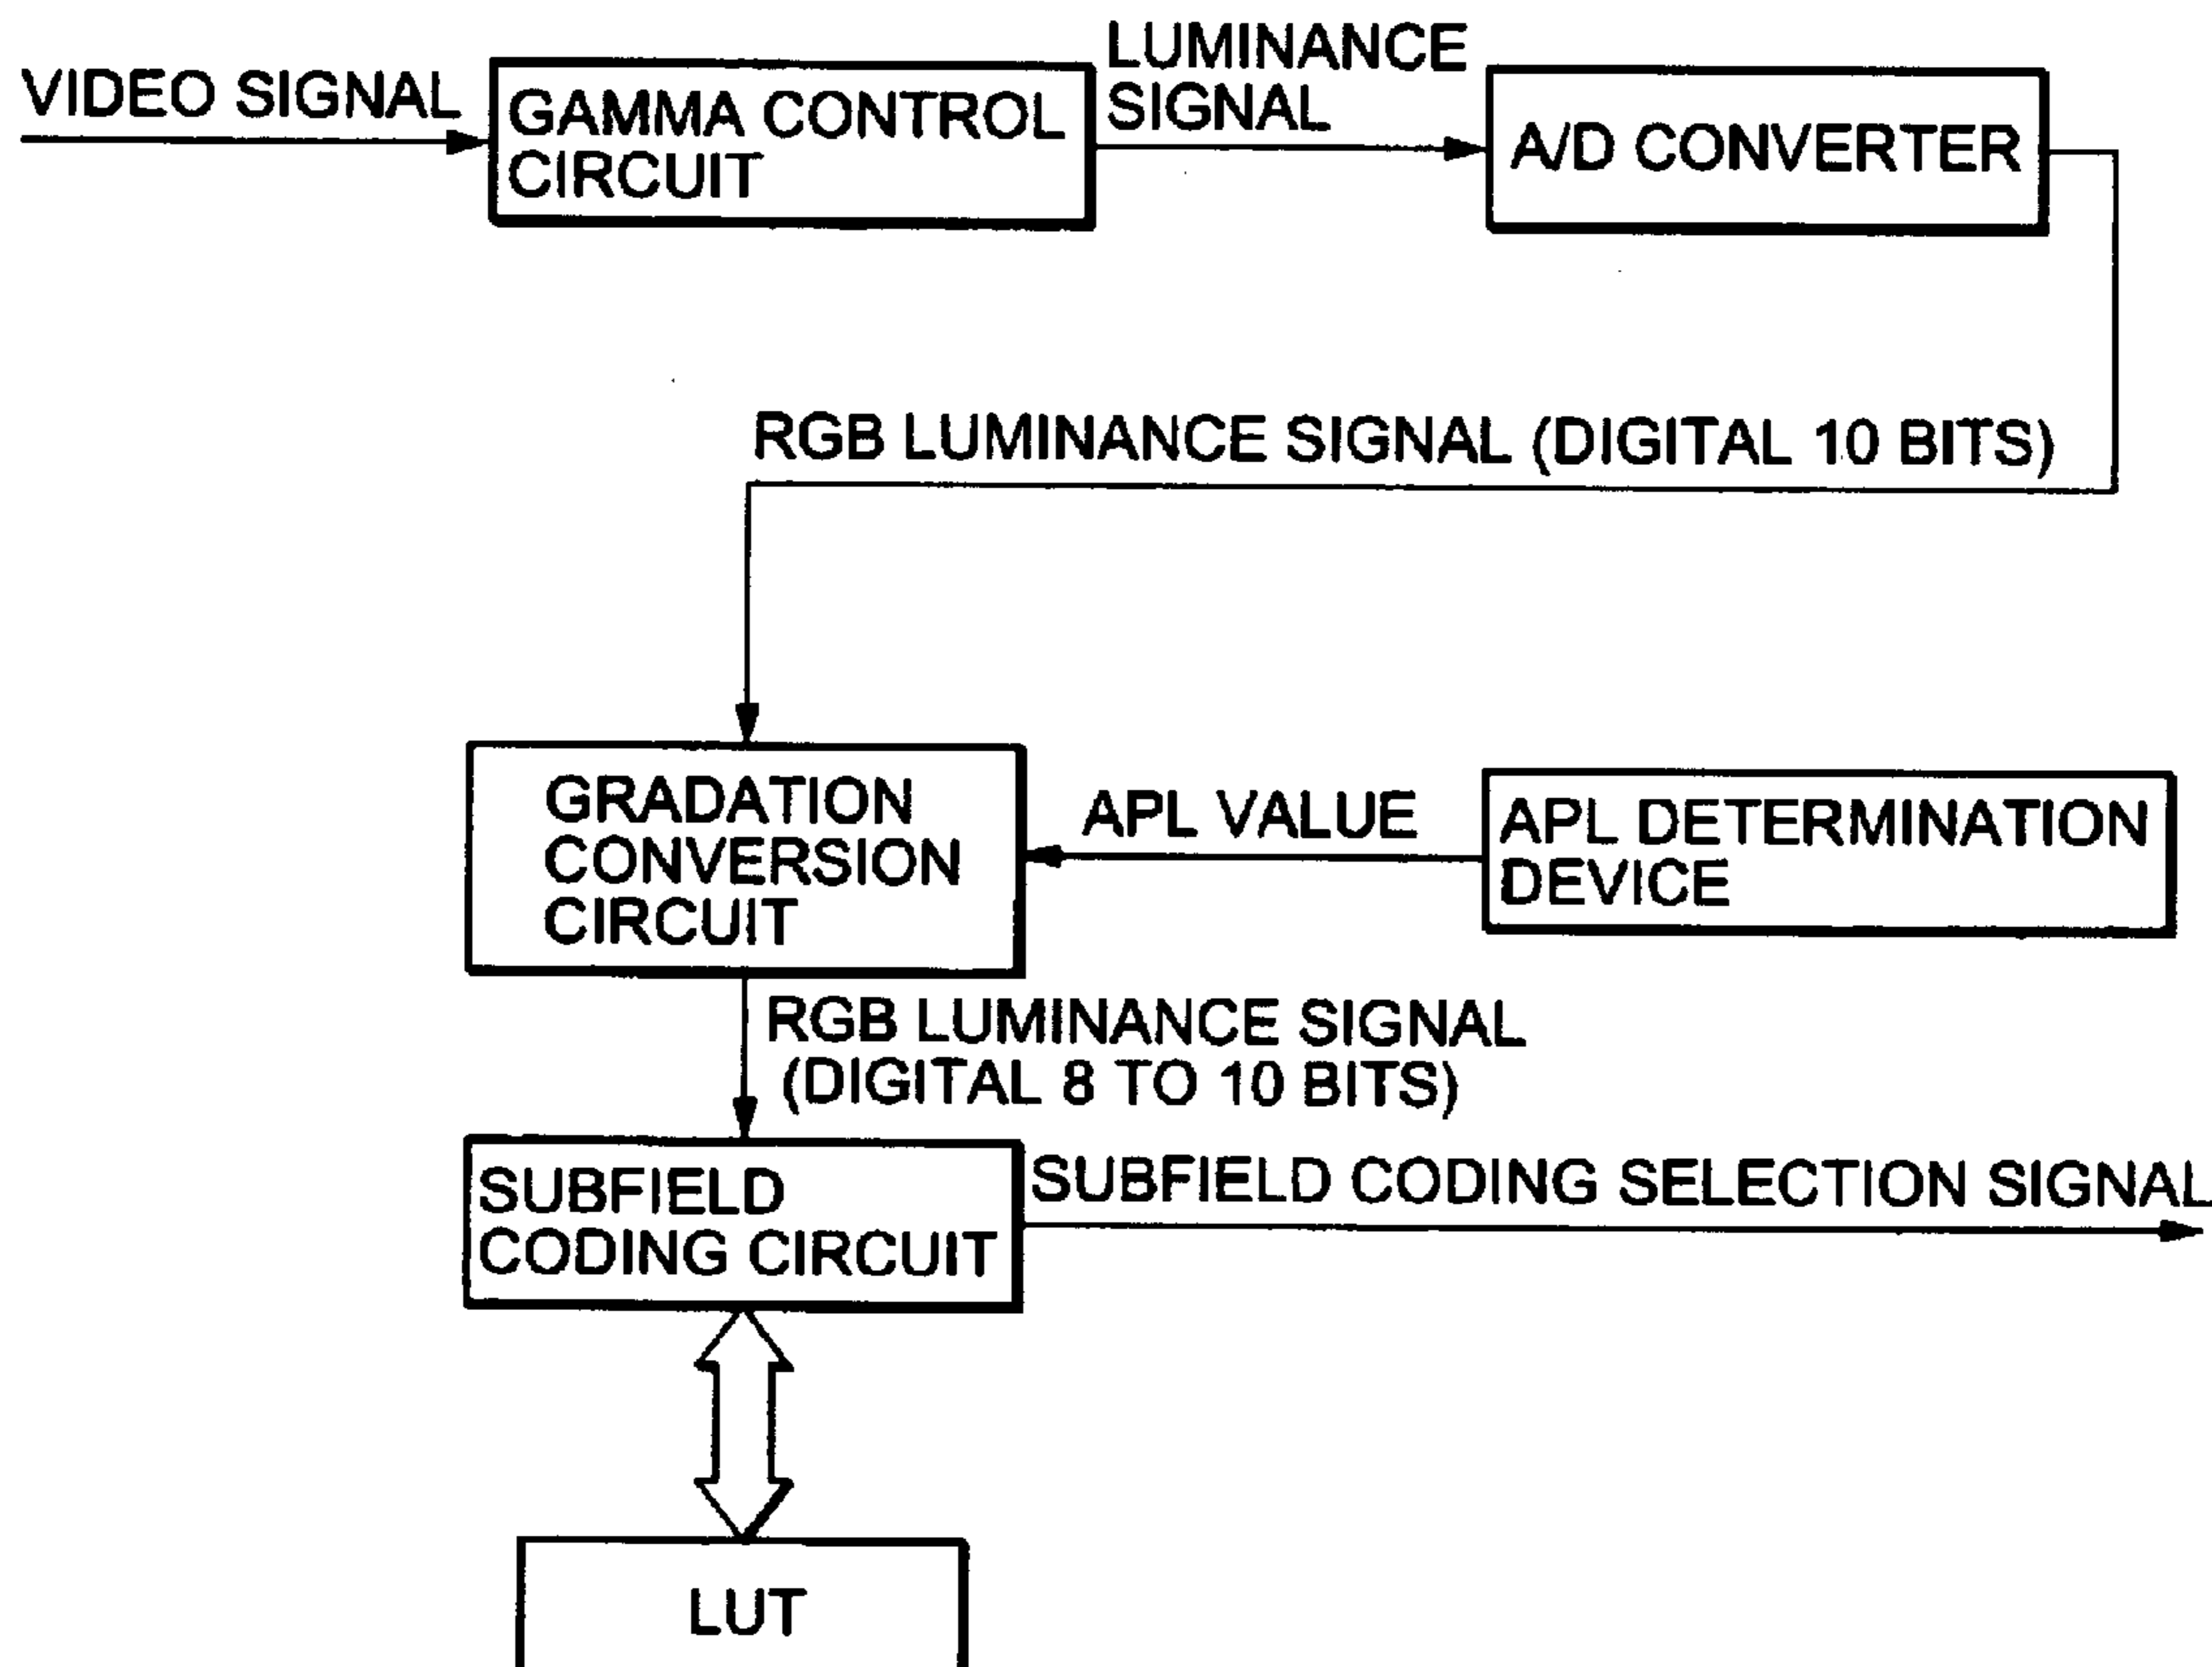 VIDEO SIGNAL
GAMMA CONTROL
CIRCUIT
LUMINANCE
SIGNAL
A/D CONVERTER
RGB LUMINANCE SIGNAL (DIGITAL 10 BITS)
GRADATION
CONVERSION
CIRCUIT
APL VALUE
APL DETERMINATION
DEVICE
RGB LUMINANCE SIGNAL
(DIGITAL 8 TO 10 BITS)
SUBFIELD
CODING CIRCUIT
SUBFIELD CODING SELECTION SIGNAL
LUT